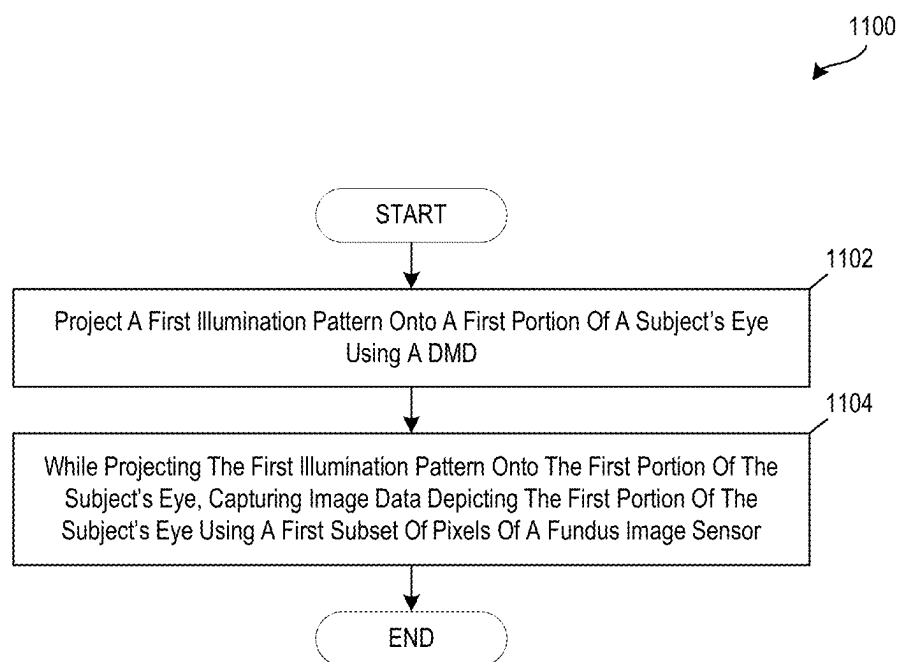 1100
START
1102
Project A First Illumination Pattern Onto A First Portion Of A Subject's Eye
Using A DMD
1104
While Projecting The First Illumination Pattern Onto The First Portion Of The
Subject's Eye, Capturing Image Data Depicting The First Portion Of The
Subject's Eye Using A First Subset Of Pixels Of A Fundus Image Sensor
END